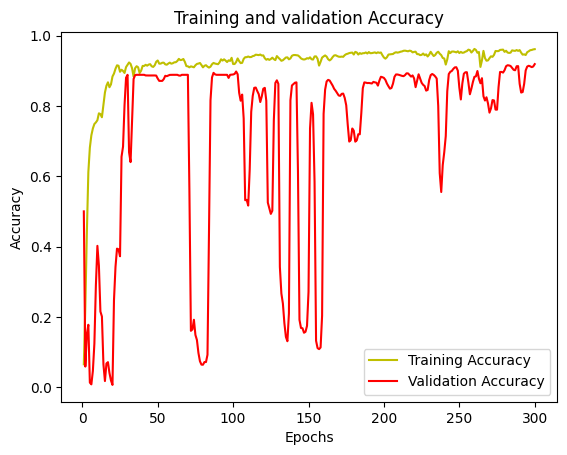 Training and validation Accuracy
1.0
0.8
0.6
0.4
0.2
0.0
Accuracy
Training Accuracy
Validation Accuracy
0
50
100
150
200
250
300
Epochs